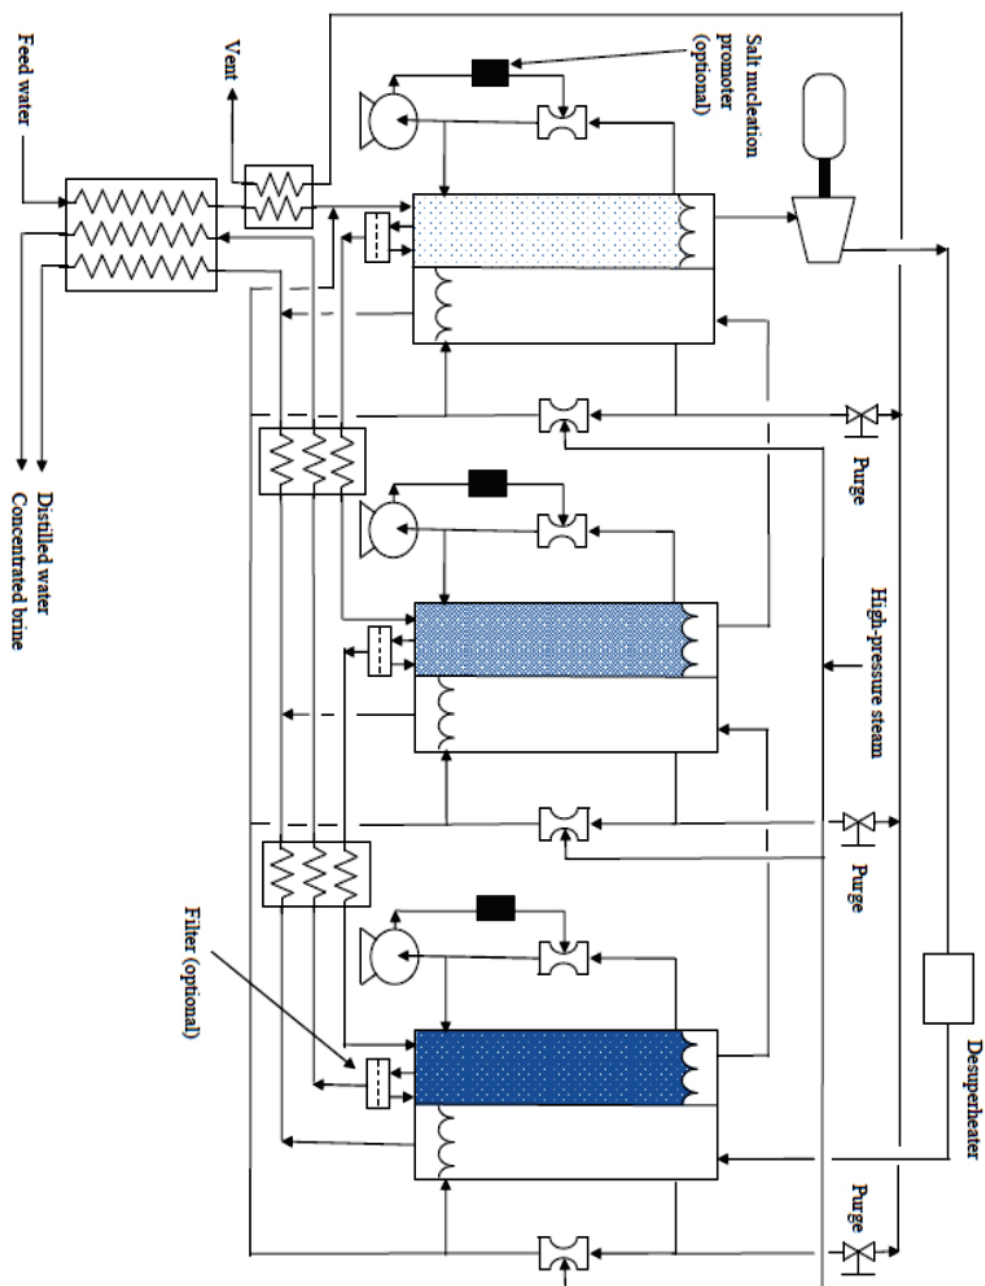 Salt nucleation
promoter
(optional)
Vent
Feed water
Purge
High-pressure steam
Distilled water
Concentrated brine
Purge
Filter (optional)
Desuperheater
Purge